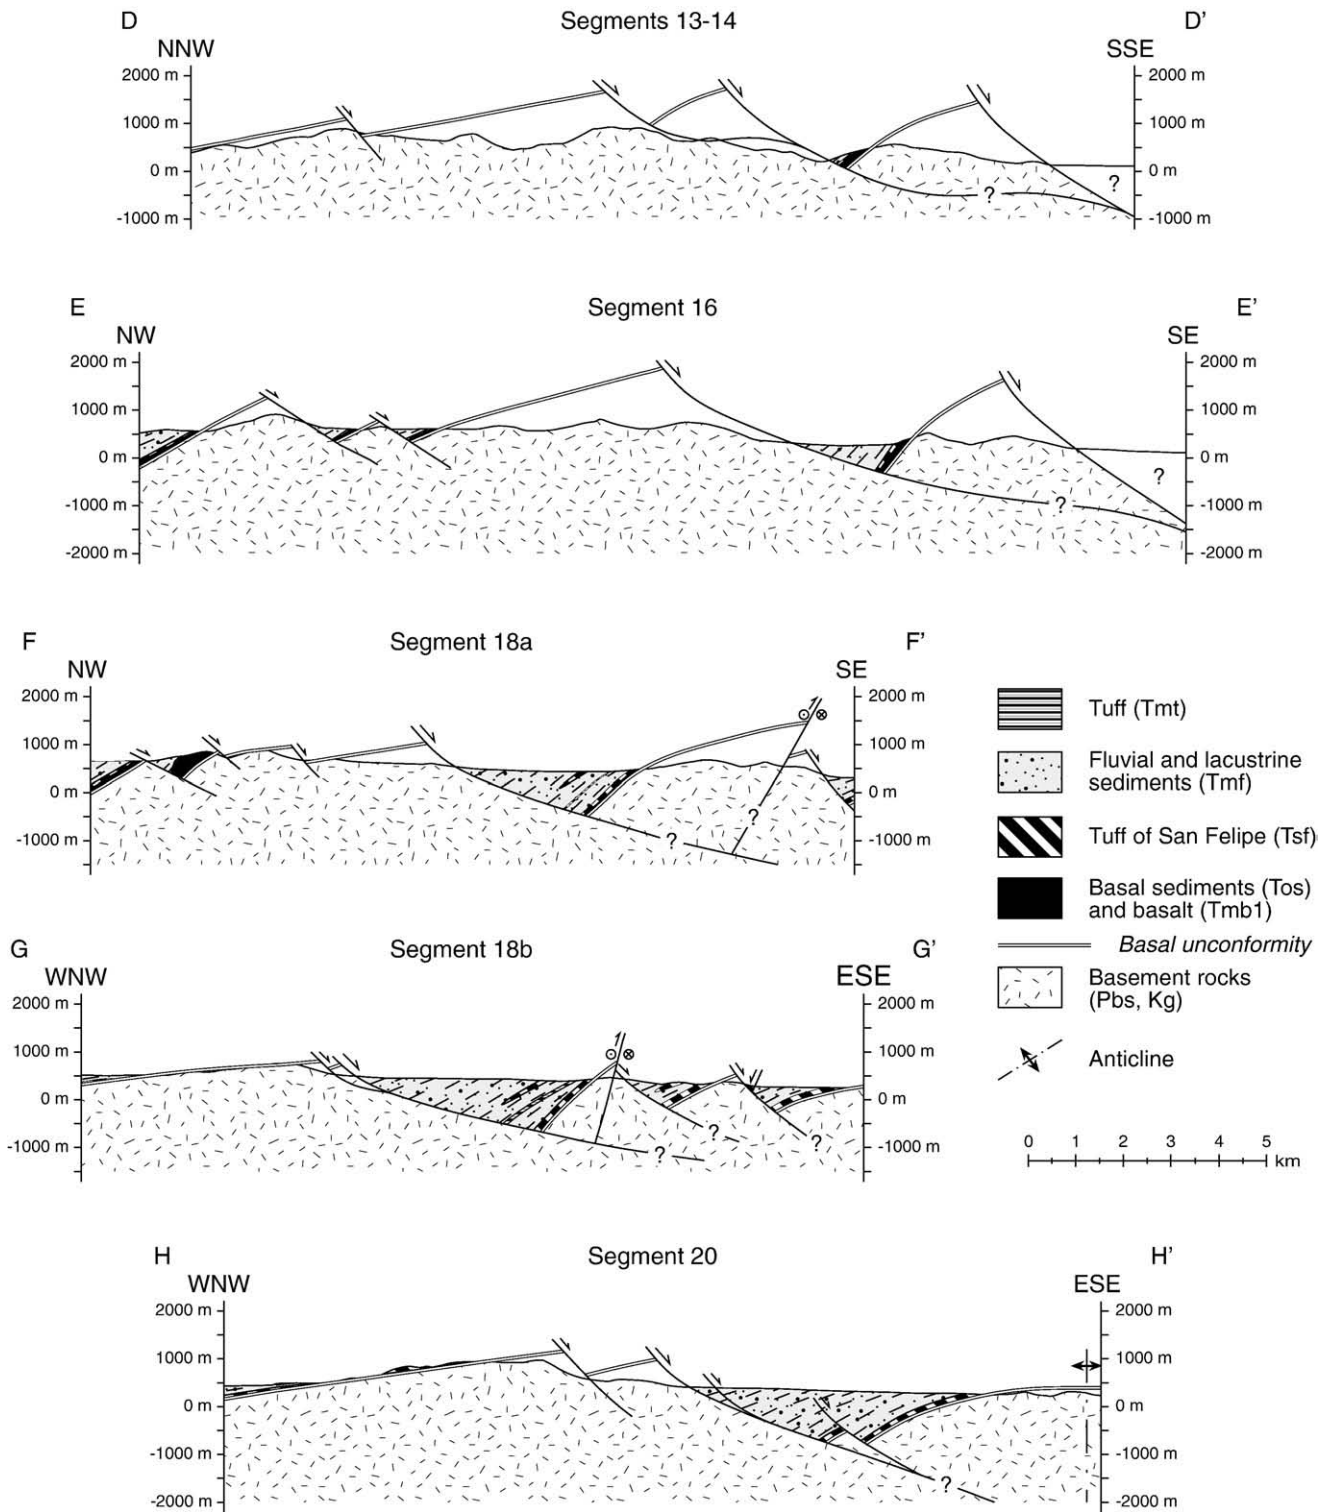 D Segments 13-14 D'
NNW SSE
2000 m 2000 m
1000 m 1000 m
0 m 0 m
? ?
-1000 m -1000 m
E Segment 16 E'
NW SE
2000 m 2000 m
1000 m 1000 m
0 m 0 m
?
-1000 m ? -1000 m
-2000 m -2000 m
F Segment 18a F'
NW SE
2000 m 2000 m
1000 m 1000 m
0 m 0 m
?
-1000 m ? -1000 m
G Segment 18b G'
WNW ESE
2000 m 2000 m
1000 m 1000 m
0 m 0 m
? ?
-1000 m ? -1000 m
Tuff (Tmt)
Fluvial and lacustrine
sediments (Tmf)
Tuff of San Felipe (Tsf)
Basal sediments (Tos)
and basalt (Tmb1)
Basal unconformity
Basement rocks
(Pbs, Kg)
Anticline
0 1 2 3 4 5
km
H Segment 20 H'
WNW ESE
2000 m 2000 m
1000 m 1000 m
0 m 0 m
-1000 m -1000 m
?
-2000 m -2000 m